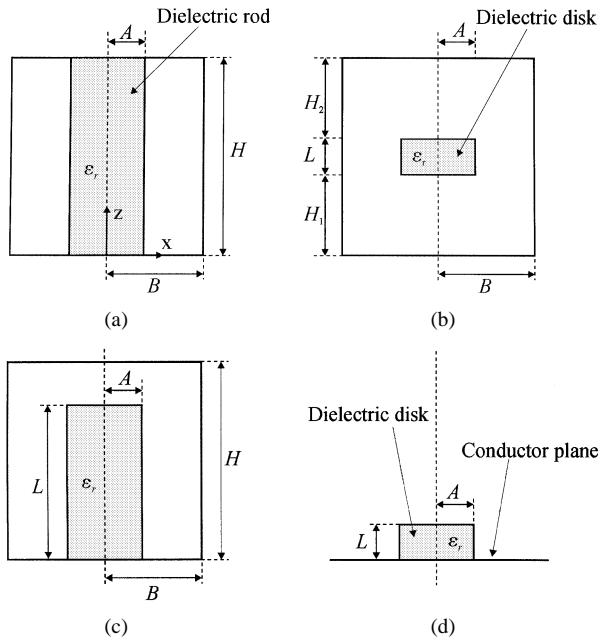 Dielectric rod
A
H
εr
z
x
B
(a)
Dielectric disk
A
H2
L
εr
H1
B
(b)
A
L
εr
H
B
(c)
Dielectric disk
Conductor plane
A
L
εr
(d)